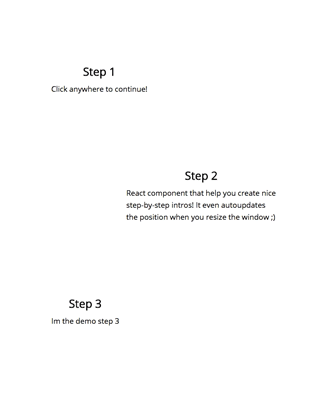 Step 1
Click anywhere to continue!
Step 2
React component that help you create nice
step-by-step intros! It even autoupdates
the position when you resize the window ;)
Step 3
Im the demo step 3